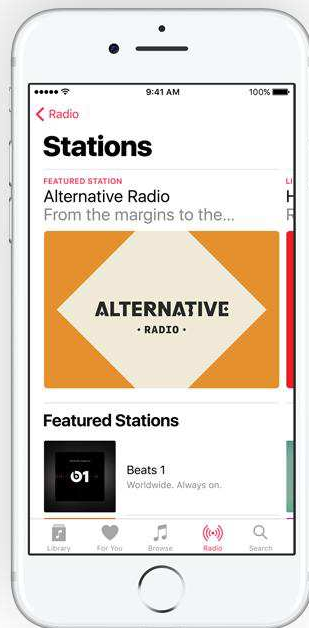 9:41 AM
100%
Radio
Stations
FEATURED STATION
Alternative Radio
From the margins to the...
ALTERNATIVE
• RADIO •
Featured Stations
Beats 1
Worldwide. Always on.
Library
For You
Browse
Radio
Search